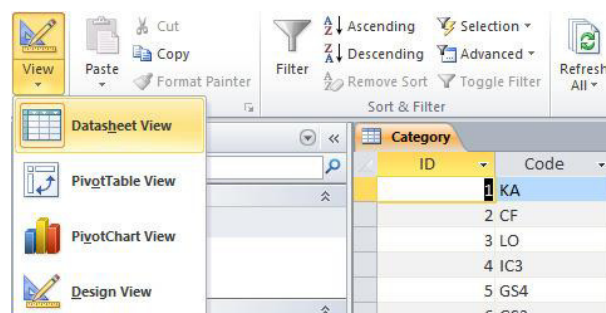 View
Paste
Cut
Copy
Format Painter
Filter
Ascending
Descending
Remove Sort
Selection
Advanced
Toggle Filter
Refresh
All
Sort & Filter
Datasheet View
PivotTable View
PivotChart View
Design View
Category
ID Code
1 KA
2 CF
3 LO
4 IC3
5 GS4